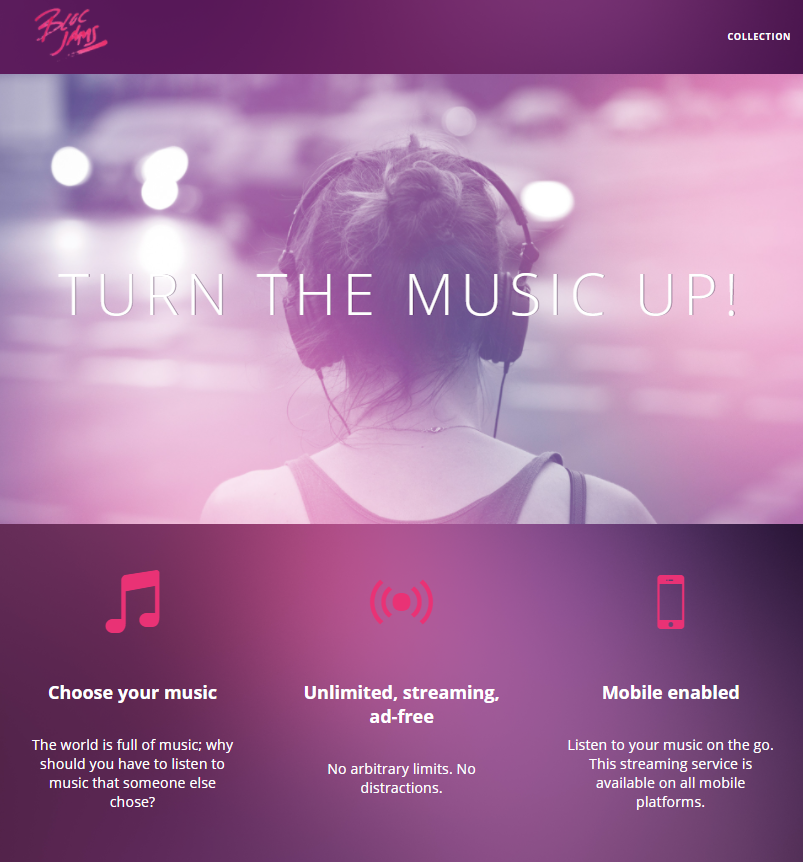 Bloc
Jams
COLLECTION
TURN THE MUSIC UP!
Choose your music
The world is full of music; why
should you have to listen to
music that someone else
chose?
Unlimited, streaming,
ad-free
No arbitrary limits. No
distractions.
Mobile enabled
Listen to your music on the go.
This streaming service is
available on all mobile
platforms.